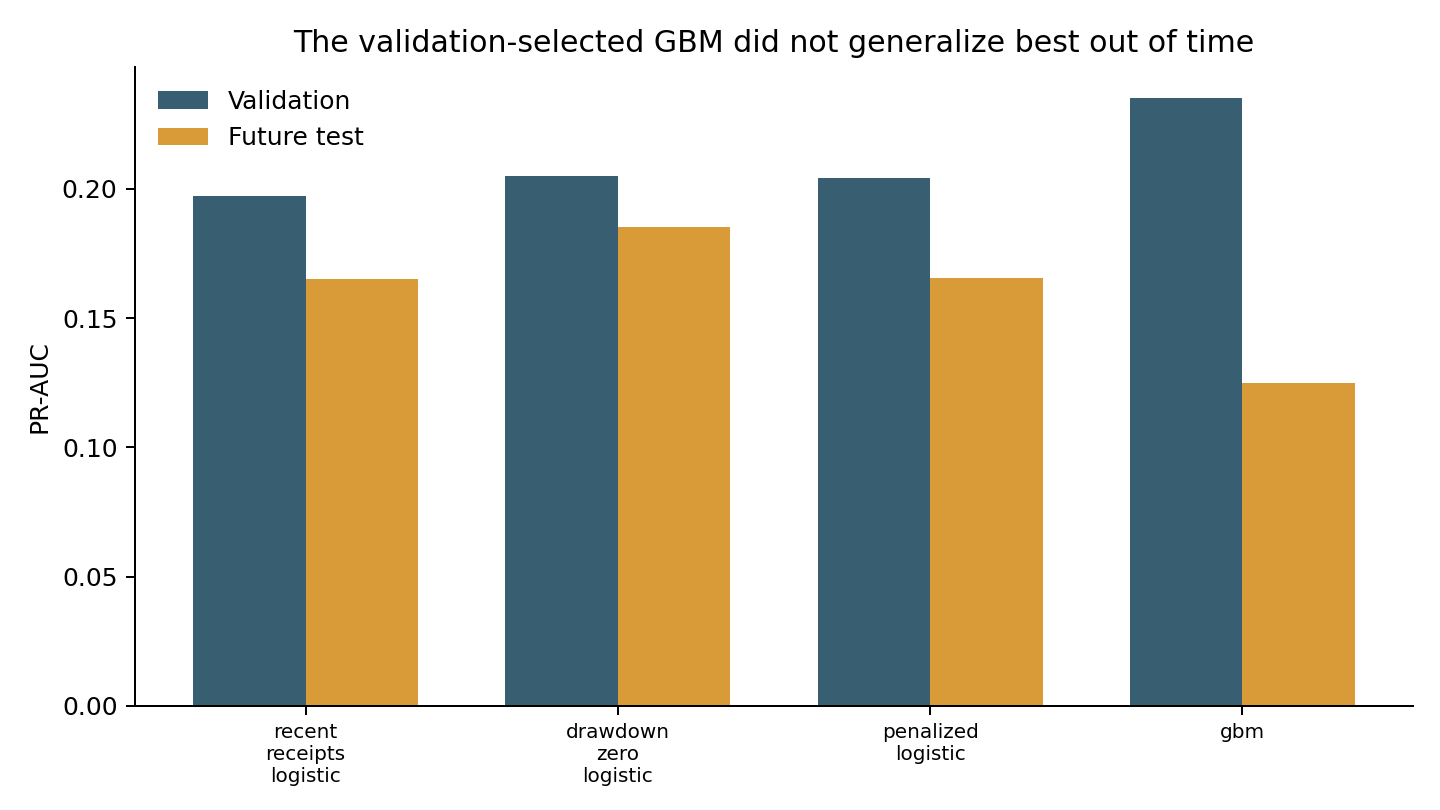 The validation-selected GBM did not generalize best out of time
Validation
Future test
PR-AUC
0.20
0.15
0.10
0.05
0.00
recent
receipts
logistic
drawdown
zero
logistic
penalized
logistic
gbm